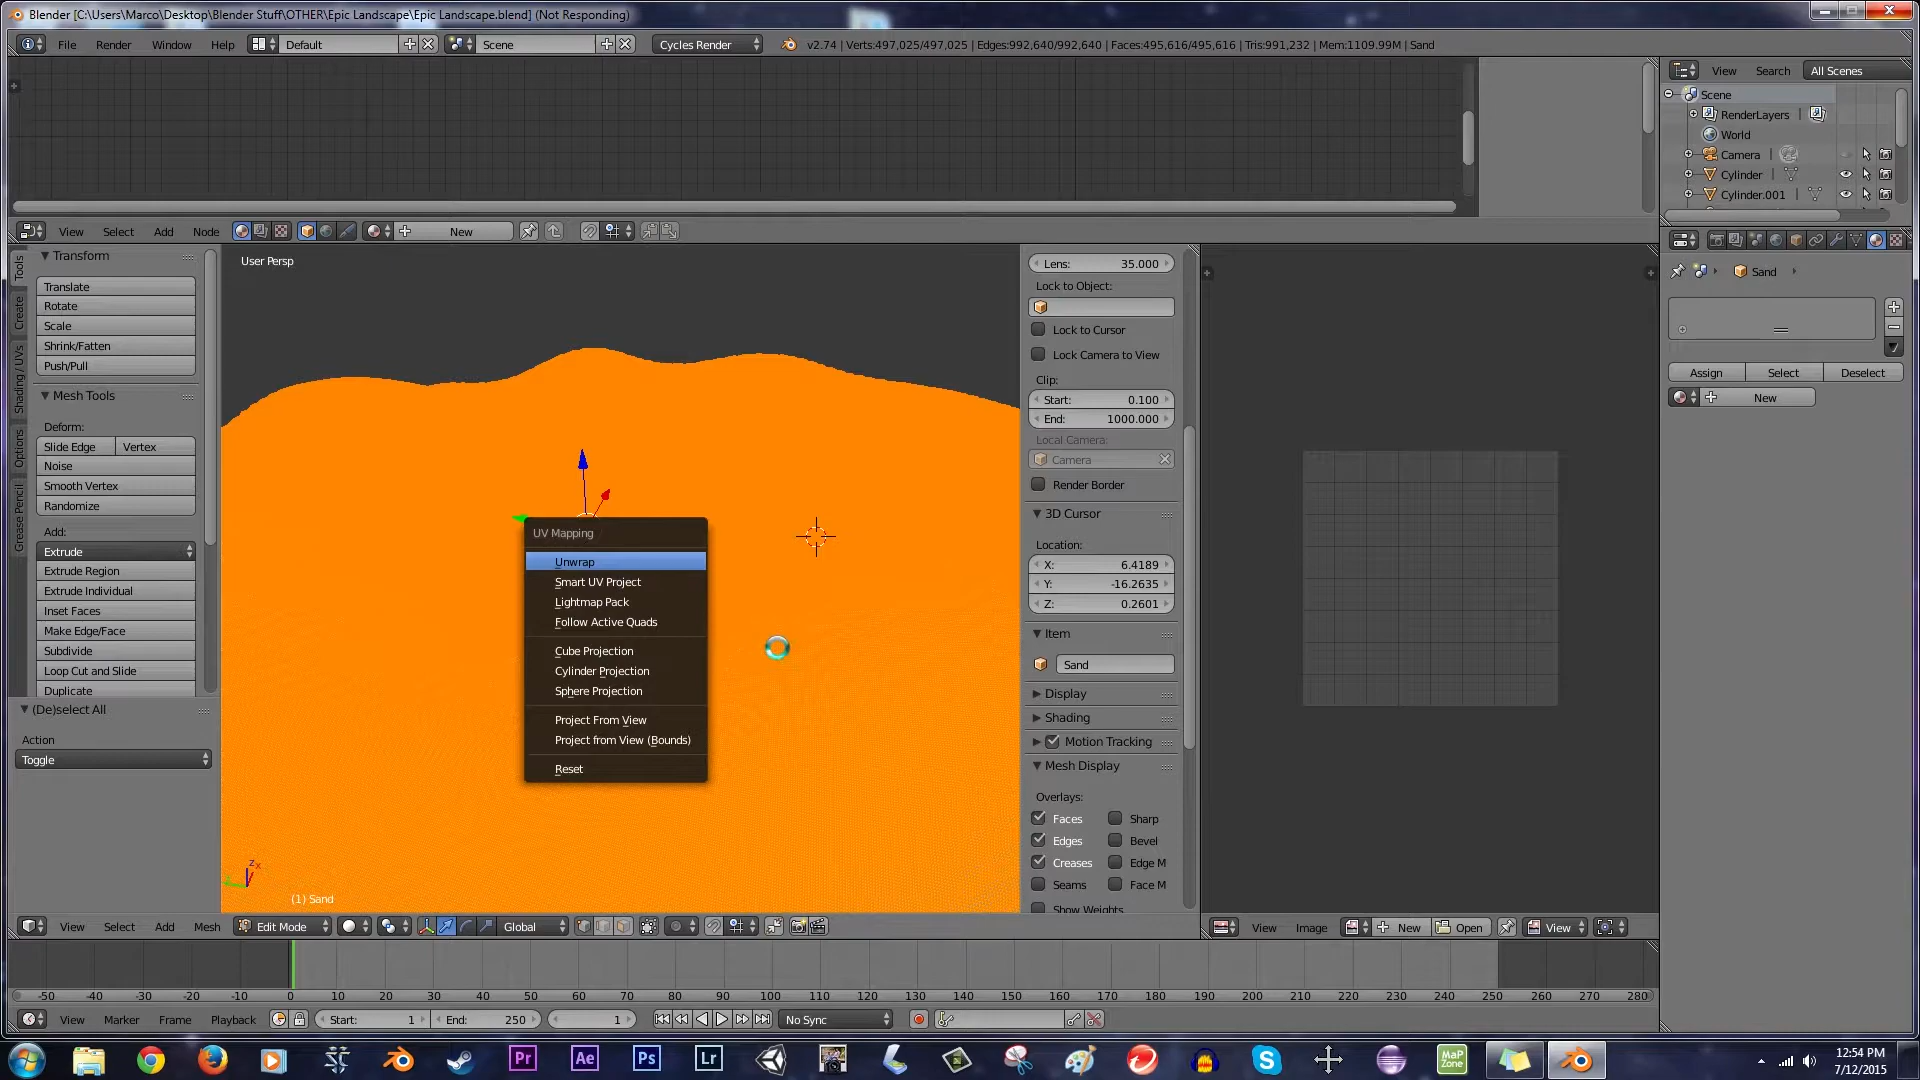 Blender [C:\Users\Marco\Desktop\Blender Stuff\OTHER\Epic Landscape\Epic Landscape.blend] (Not Responding)
File Render Window Help Default Scene Cycles Render v2.74 | Verts:497,025/497,025 | Edges:992,640/992,640 | Faces:495,616/495,616 | Tris:991,232 | Mem:1109.99M | Sand
View Search All Scenes
Scene
RenderLayers
World
Camera
Cylinder
Cylinder.001
View Select Add Node New
Tools
Create
Shading / UVs
Options
Grease Pencil
Transform
Translate
Rotate
Scale
Shrink/Fatten
Push/Pull
Mesh Tools
Deform:
Slide Edge Vertex
Noise
Smooth Vertex
Randomize
Add:
Extrude
Extrude Region
Extrude Individual
Inset Faces
Make Edge/Face
Subdivide
Loop Cut and Slide
Duplicate
(De)select All
Action
Toggle
User Persp
UV Mapping
Unwrap
Smart UV Project
Lightmap Pack
Follow Active Quads
Cube Projection
Cylinder Projection
Sphere Projection
Project From View
Project from View (Bounds)
Reset
z x
(1) Sand
Lens: 35.000
Lock to Object:
Lock to Cursor
Lock Camera to View
Clip:
Start: 0.100
End: 1000.000
Local Camera:
Camera
Render Border
3D Cursor
Location:
X: 6.4189
Y: -16.2635
Z: 0.2601
Item
Sand
Display
Shading
Motion Tracking
Mesh Display
Overlays:
Faces Sharp
Edges Bevel
Creases Edge M
Seams Face M
Show Weights
Sand
Assign Select Deselect
New
View Select Add Mesh Edit Mode Global
View Image New Open View
-50 -40 -30 -20 -10 0 10 20 30 40 50 60 70 80 90 100 110 120 130 140 150 160 170 180 190 200 210 220 230 240 250 260 270 280
View Marker Frame Playback Start: 1 End: 250 1 No Sync
Pr Ae Ps Lr
MaP ZonE
12:54 PM
7/12/2015